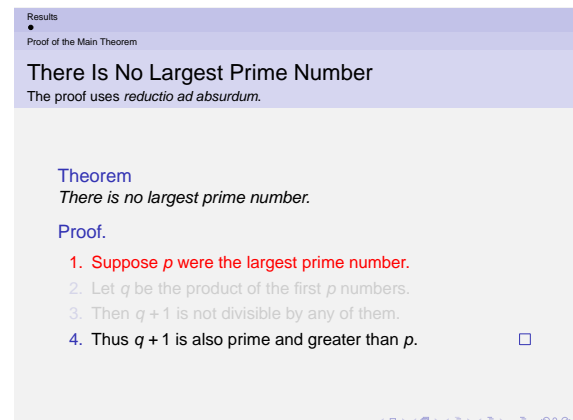 Results
Proof of the Main Theorem
There Is No Largest Prime Number
The proof uses reductio ad absurdum.
Theorem
There is no largest prime number.
Proof.
1. Suppose p were the largest prime number.
2. Let q be the product of the first p numbers.
3. Then q + 1 is not divisible by any of them.
4. Thus q + 1 is also prime and greater than p.